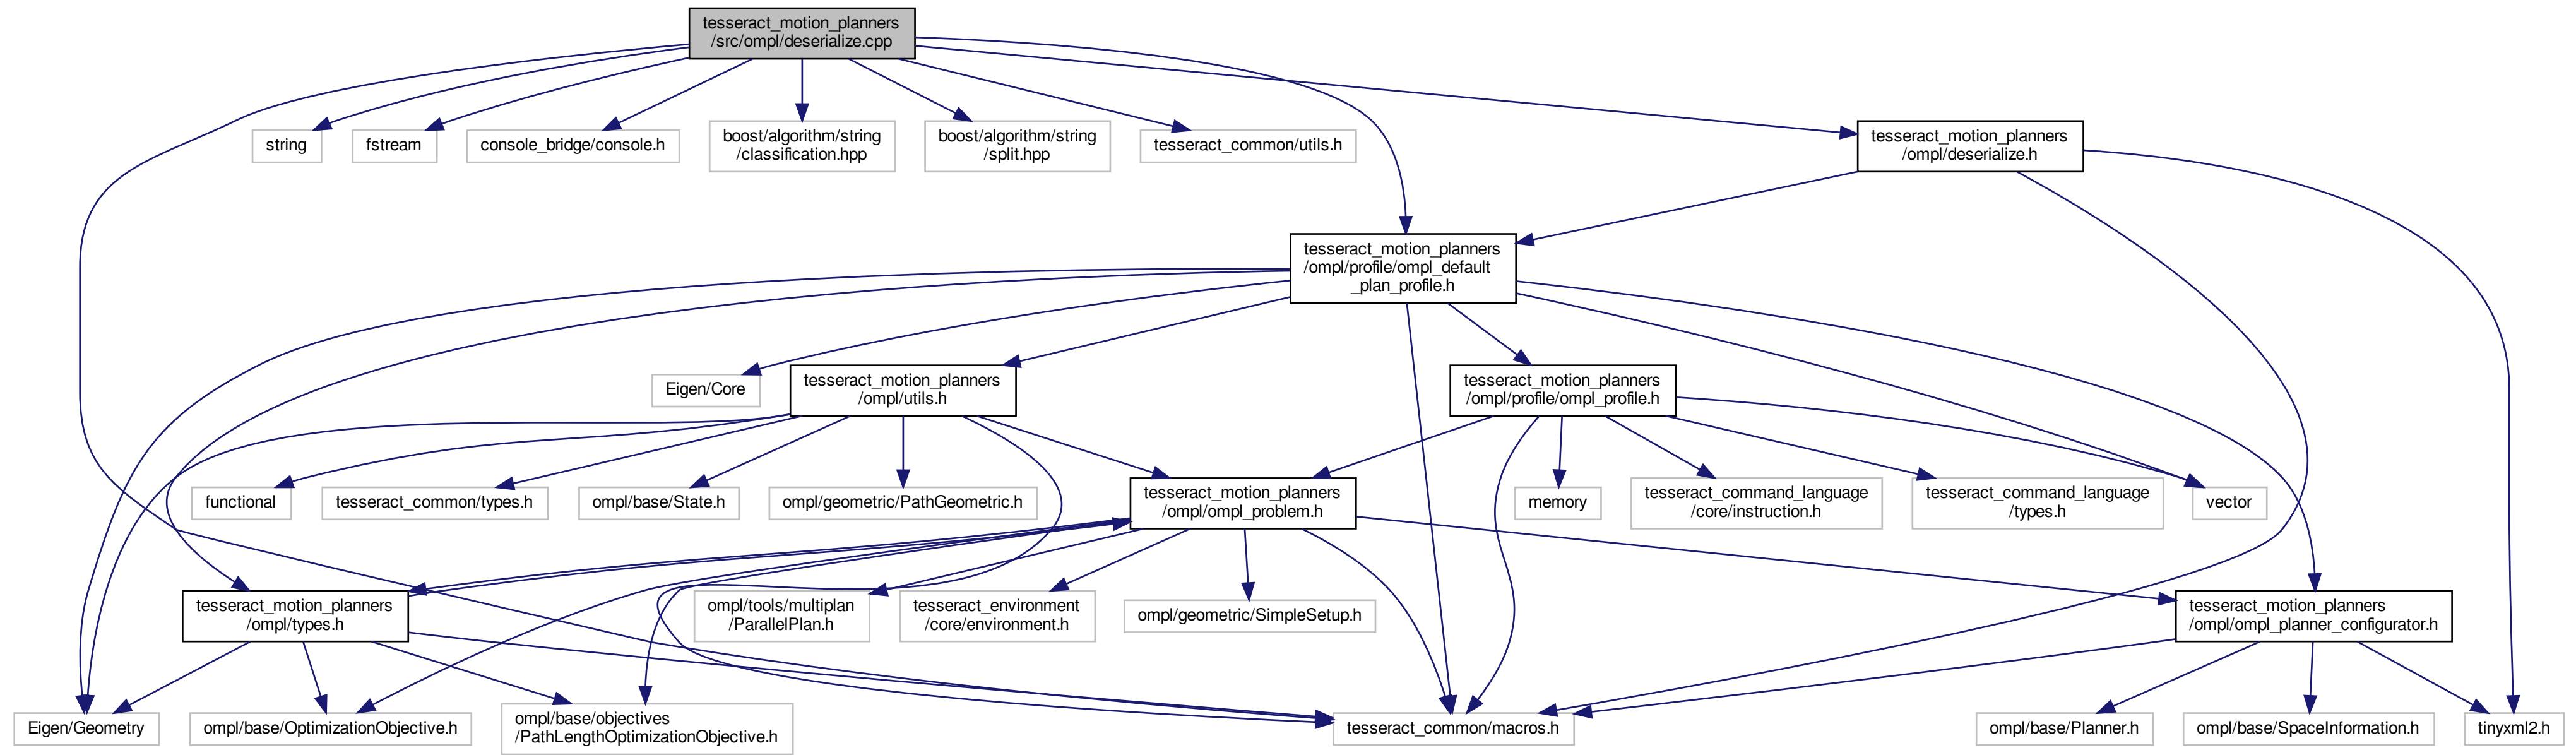 tesseract_motion_planners
/src/ompl/deserialize.cpp
string
fstream
console_bridge/console.h
boost/algorithm/string
/classification.hpp
boost/algorithm/string
/split.hpp
tesseract_common/utils.h
tesseract_motion_planners
/ompl/deserialize.h
tesseract_motion_planners
/ompl/profile/ompl_default
_plan_profile.h
Eigen/Core
tesseract_motion_planners
/ompl/utils.h
tesseract_motion_planners
/ompl/profile/ompl_profile.h
functional
tesseract_common/types.h
ompl/base/State.h
ompl/geometric/PathGeometric.h
tesseract_motion_planners
/ompl/ompl_problem.h
memory
tesseract_command_language
/core/instruction.h
tesseract_command_language
/types.h
vector
tesseract_motion_planners
/ompl/types.h
ompl/tools/multiplan
/ParallelPlan.h
tesseract_environment
/core/environment.h
ompl/geometric/SimpleSetup.h
tesseract_motion_planners
/ompl/ompl_planner_configurator.h
Eigen/Geometry
ompl/base/OptimizationObjective.h
ompl/base/objectives
/PathLengthOptimizationObjective.h
tesseract_common/macros.h
ompl/base/Planner.h
ompl/base/SpaceInformation.h
tinyxml2.h